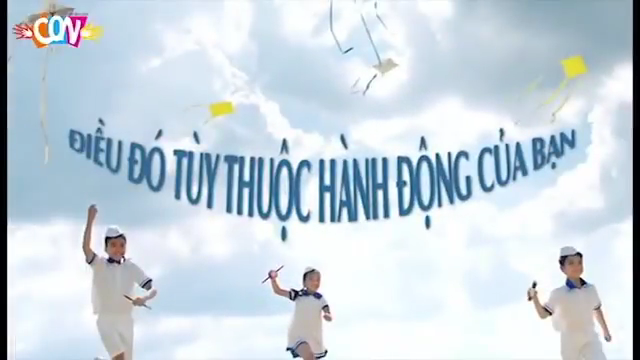 CON
ĐIỀU ĐÓ TÙY THUỘC HÀNH ĐỘNG CỦA BẠN